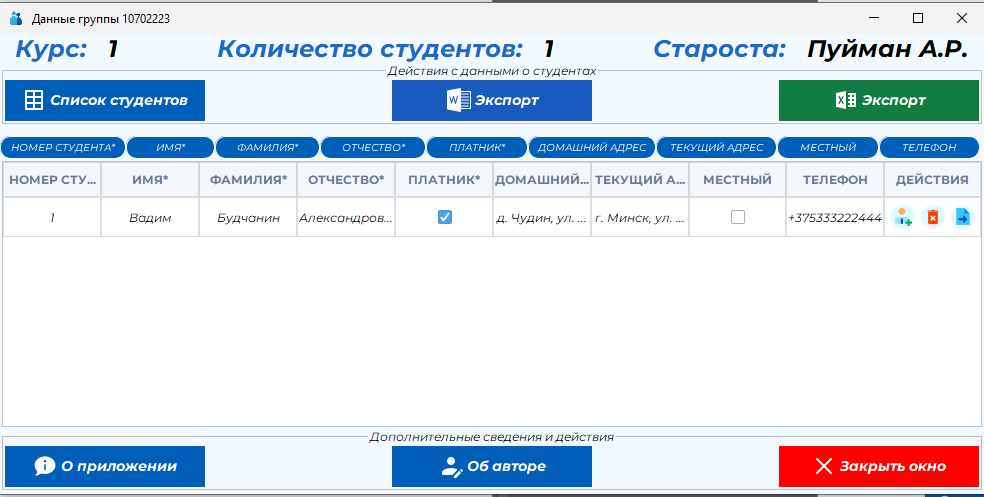 Данные группы 10702223
Курс: 1 Количество студентов: 1 Староста: Пуйман А.Р.
Действия с данными о студентах
Список студентов Экспорт Экспорт
НОМЕР СТУДЕНТА* ИМЯ* ФАМИЛИЯ* ОТЧЕСТВО* ПЛАТНИК* ДОМАШНИЙ АДРЕС ТЕКУЩИЙ АДРЕС МЕСТНЫЙ ТЕЛЕФОН
НОМЕР СТУ... ИМЯ* ФАМИЛИЯ* ОТЧЕСТВО* ПЛАТНИК* ДОМАШНИЙ... ТЕКУЩИЙ А... МЕСТНЫЙ ТЕЛЕФОН ДЕЙСТВИЯ
1 Вадим Будчанин Александров... д. Чудин, ул. ... г. Минск, ул. ... +375333222444
Дополнительные сведения и действия
О приложении Об авторе Закрыть окно